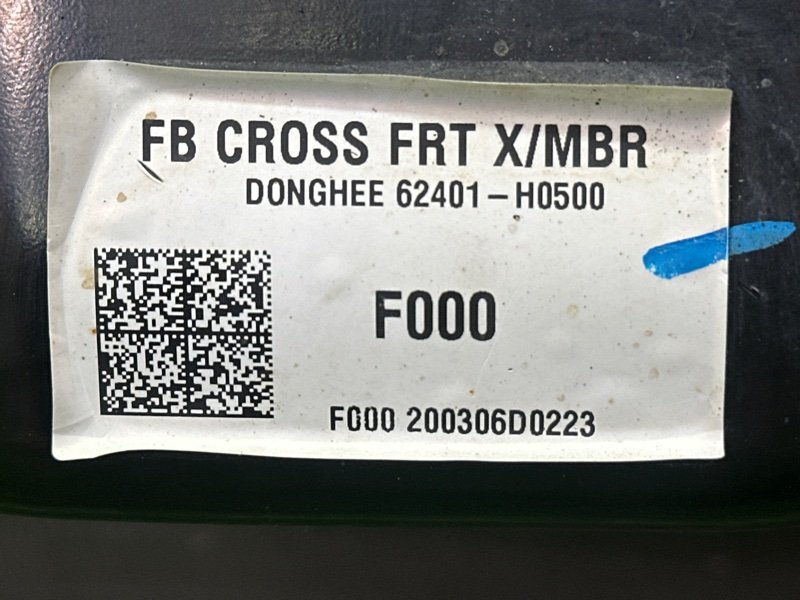 FB CROSS FRT X/MBR
DONGHEE 62401-H0500
F000
F000 200306D0223